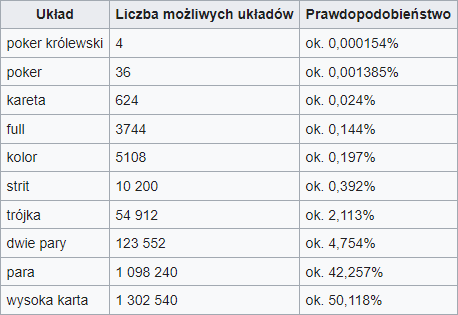 Układ Liczba możliwych układów Prawdopodobieństwo
poker królewski 4 ok. 0,000154%
poker 36 ok. 0,001385%
kareta 624 ok. 0,024%
full 3744 ok. 0,144%
kolor 5108 ok. 0,197%
strit 10 200 ok. 0,392%
trójka 54 912 ok. 2,113%
dwie pary 123 552 ok. 4,754%
para 1 098 240 ok. 42,257%
wysoka karta 1 302 540 ok. 50,118%